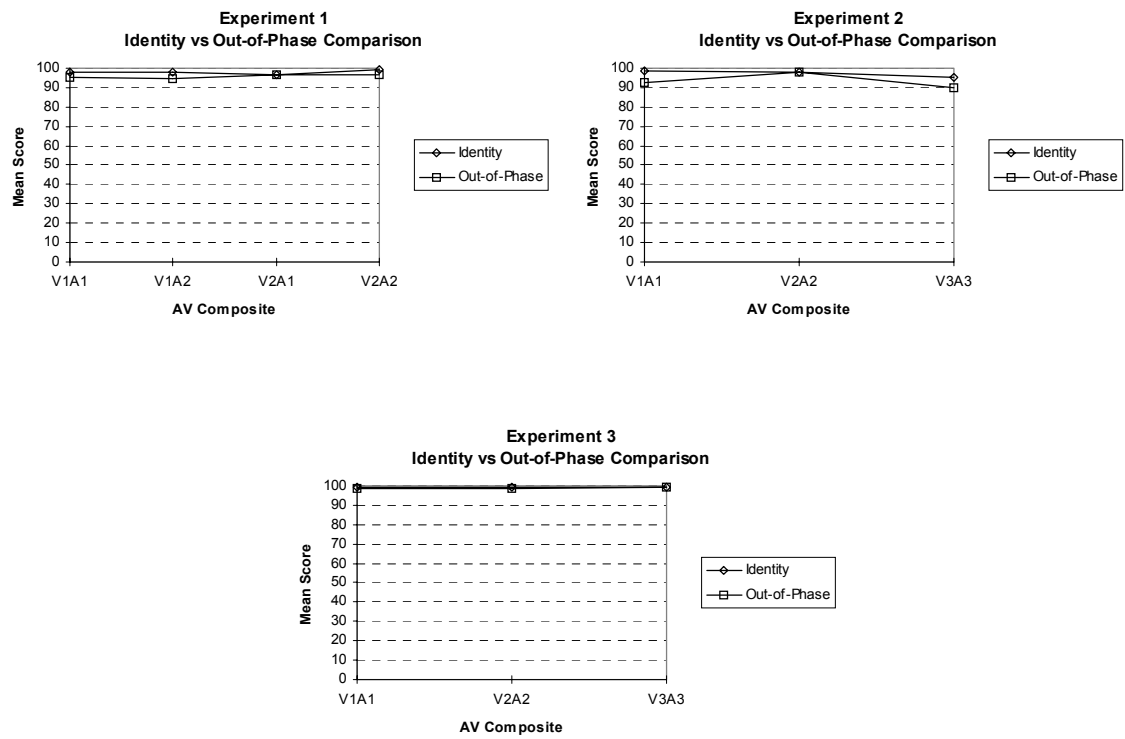 Experiment 1
Identity vs Out-of-Phase Comparison
100
90
80
70
60
50
40
30
20
10
0
Mean Score
V1A1 V1A2 V2A1 V2A2
AV Composite
Identity
Out-of-Phase
Experiment 2
Identity vs Out-of-Phase Comparison
100
90
80
70
60
50
40
30
20
10
0
Mean Score
V1A1 V2A2 V3A3
AV Composite
Identity
Out-of-Phase
Experiment 3
Identity vs Out-of-Phase Comparison
100
90
80
70
60
50
40
30
20
10
0
Mean Score
V1A1 V2A2 V3A3
AV Composite
Identity
Out-of-Phase